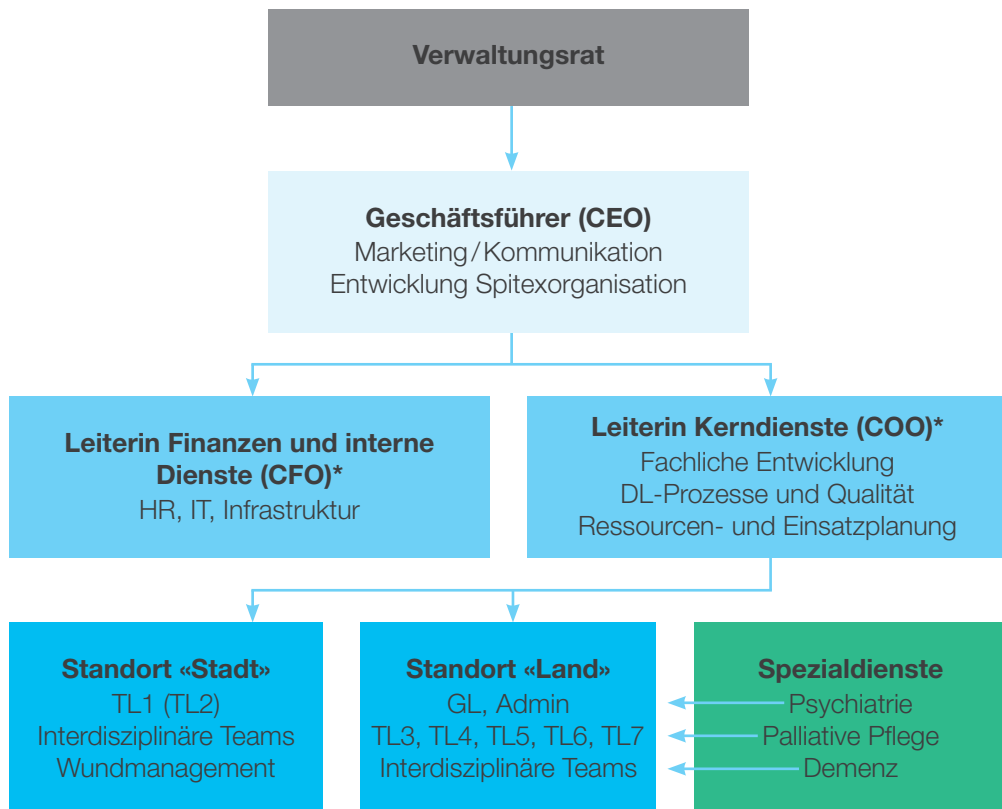 Verwaltungsrat
Geschäftsführer (CEO)
Marketing/Kommunikation
Entwicklung Spitexorganisation
Leiterin Finanzen und interne
Dienste (CFO)*
HR, IT, Infrastruktur
Leiterin Kerndienste (COO)*
Fachliche Entwicklung
DL-Prozesse und Qualität
Ressourcen- und Einsatzplanung
Standort «Stadt»
TL1 (TL2)
Interdisziplinäre Teams
Wundmanagement
Standort «Land»
GL, Admin
TL3, TL4, TL5, TL6, TL7
Interdisziplinäre Teams
Spezialdienste
Psychiatrie
Palliative Pflege
Demenz